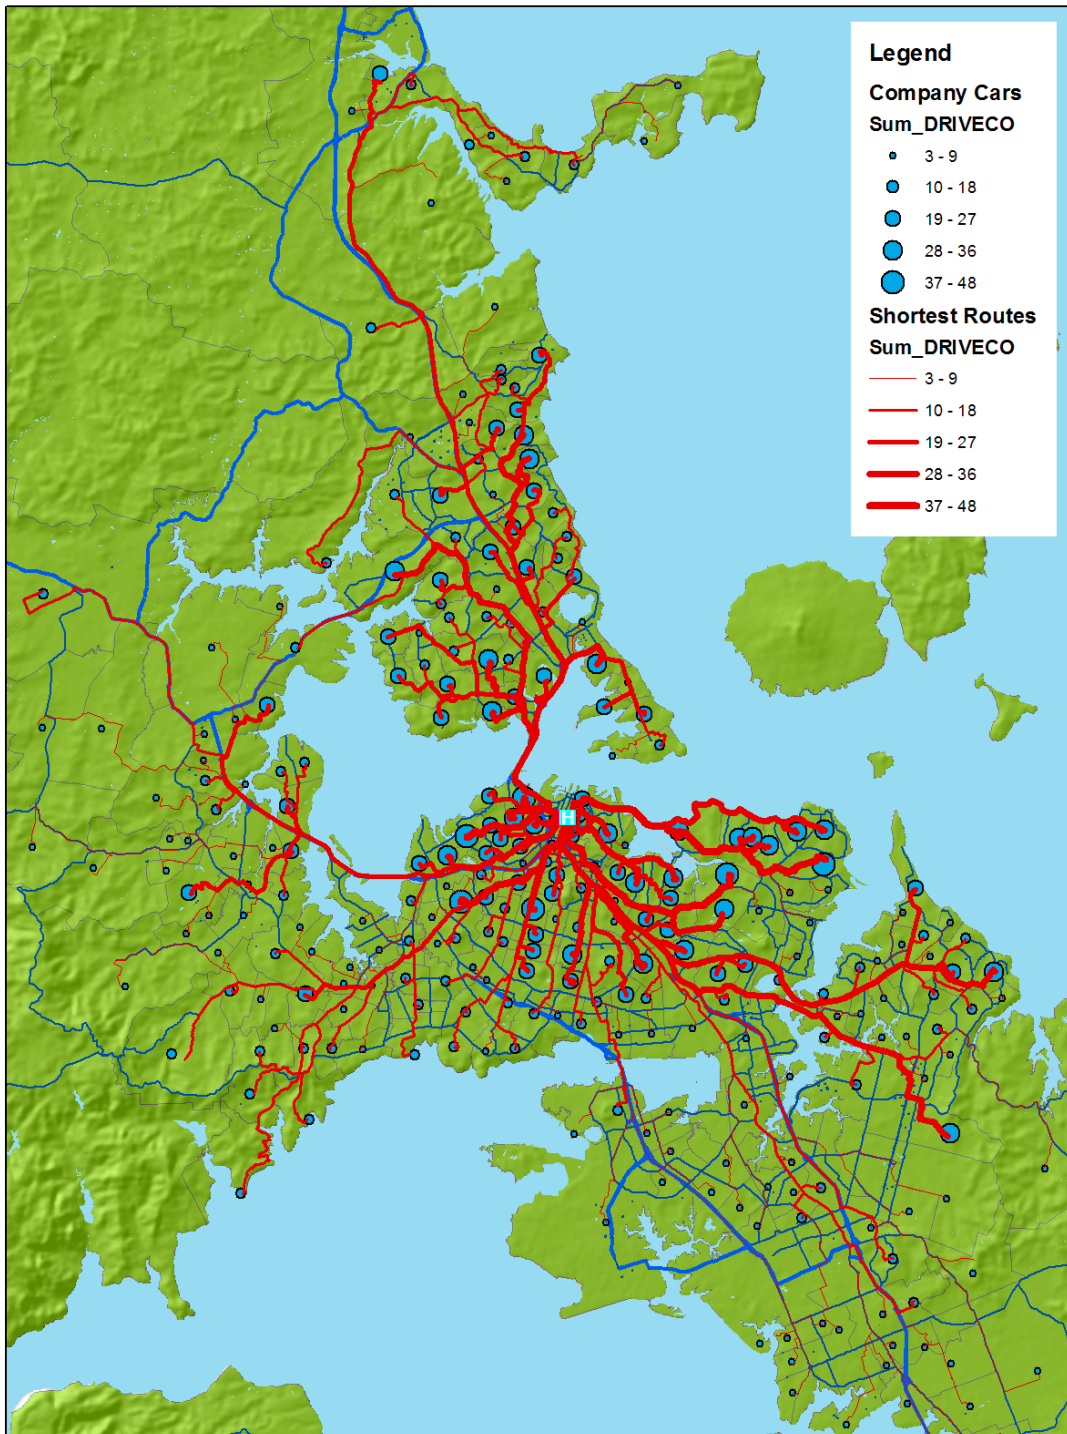 Legend
Company Cars
Sum_DRIVECO
3 - 9
10 - 18
19 - 27
28 - 36
37 - 48
Shortest Routes
Sum_DRIVECO
3 - 9
10 - 18
19 - 27
28 - 36
37 - 48
H